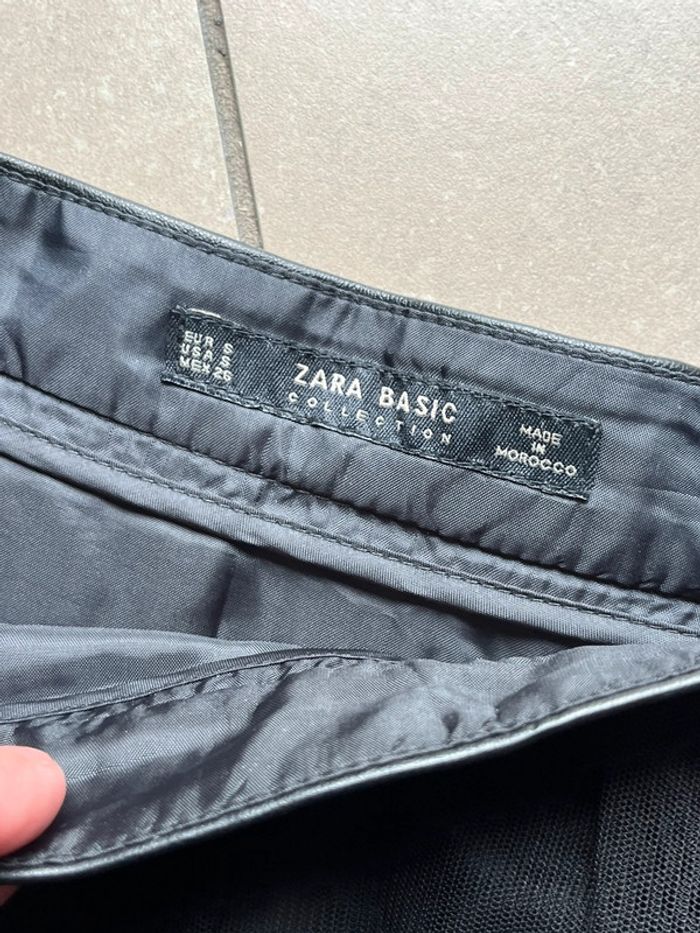 EUR S
USA S
MEX 26
ZARA BASIC
COLLECTION
MADE
IN
MOROCCO